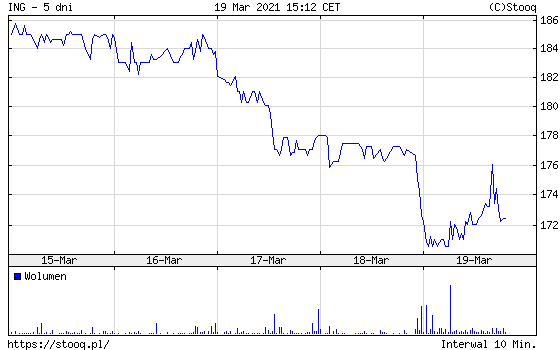 ING - 5 dni 19 Mar 2021 15:12 CET (C)Stooq
186
184
182
180
178
176
174
172
15-Mar 16-Mar 17-Mar 18-Mar 19-Mar
Wolumen
https://stooq.pl/ Interwal 10 Min.